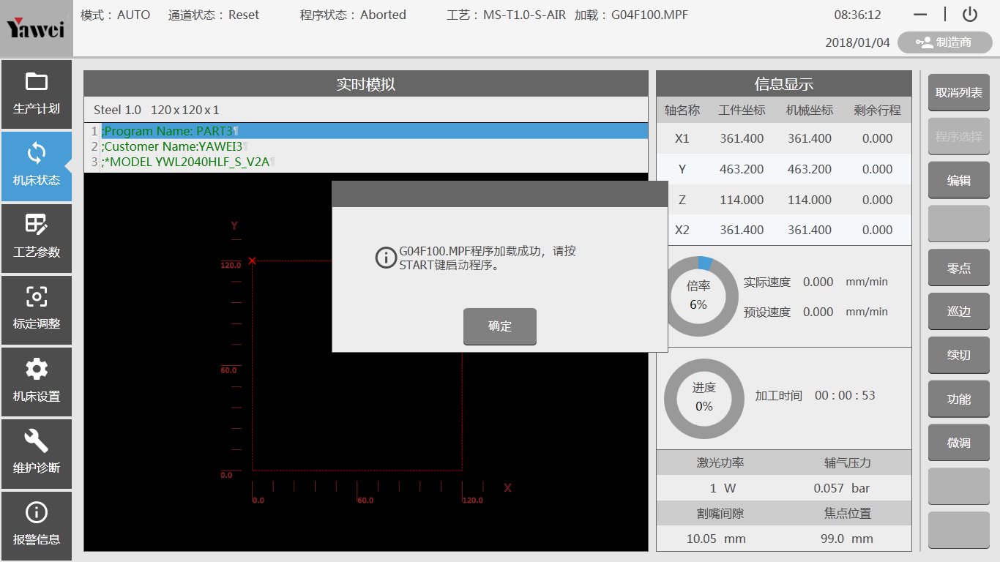 Yawei
模式： AUTO 通道状态： Reset 程序状态： Aborted 工艺： MS-T1.0-S-AIR 加载： G04F100.MPF 08:36:12
2018/01/04 制造商
生产计划
机床状态
工艺参数
标定调整
机床设置
维护诊断
报警信息
实时模拟
Steel 1.0 120 x 120 x 1
1 ;Program Name: PART3¶
2 ;Customer Name:YAWEI3¶
3 ;*MODEL YWL2040HLF_S_V2A¶
Y
120.0
60.0
0.0
0.0 60.0 120.0 X
G04F100.MPF程序加载成功，请按
START键启动程序。
确定
信息显示
轴名称 工件坐标 机械坐标 剩余行程
X1 361.400 361.400 0.000
Y 463.200 463.200 0.000
Z 114.000 114.000 0.000
X2 361.400 361.400 0.000
倍率
6%
实际速度 0.000 mm/min
预设速度 0.000 mm/min
进度
0%
加工时间 00 : 00 : 53
激光功率 辅气压力
1 W 0.057 bar
割嘴间隙 焦点位置
10.05 mm 99.0 mm
取消列表
程序选择
编辑
零点
巡边
续切
功能
微调